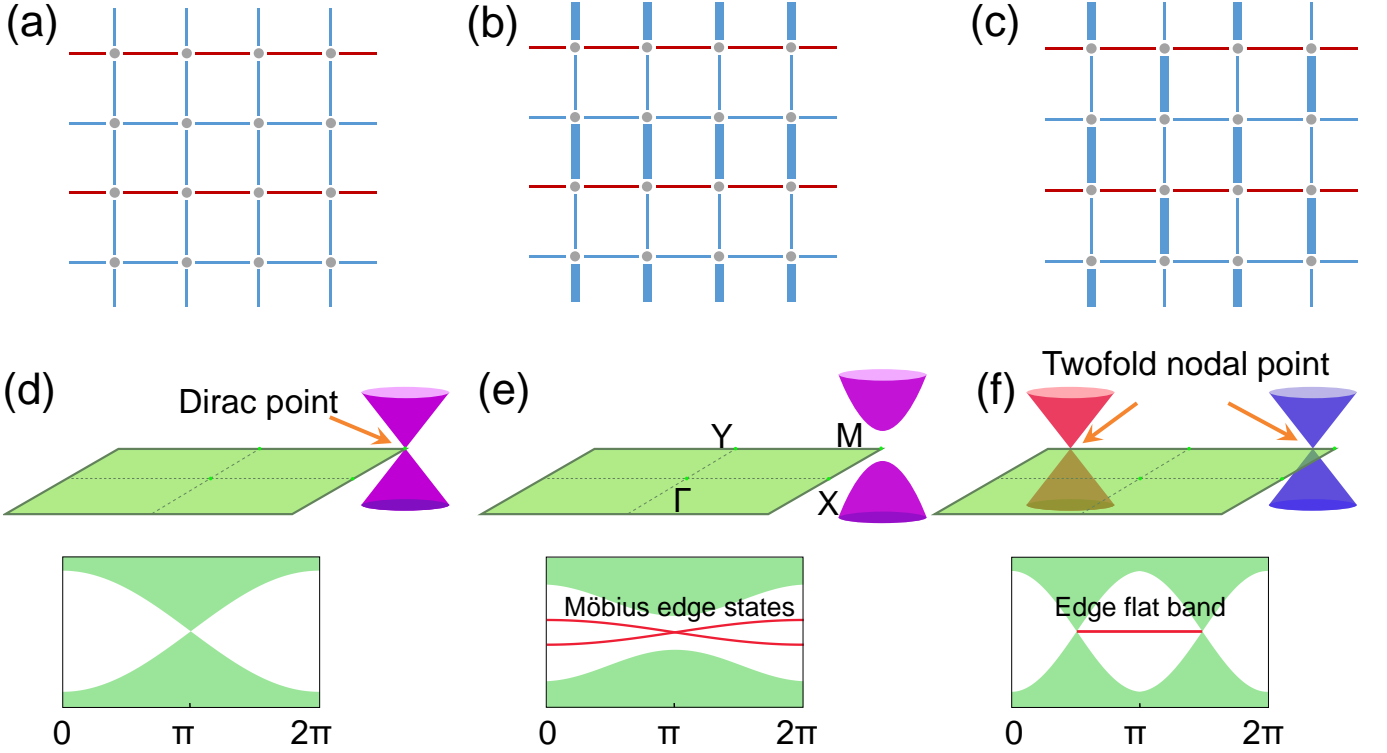 (a)
(b)
(c)
(d)
Dirac point
(e)
Y
M
Γ
X
(f)
Twofold nodal point
0
π
2π
Möbius edge states
0
π
2π
Edge flat band
0
π
2π